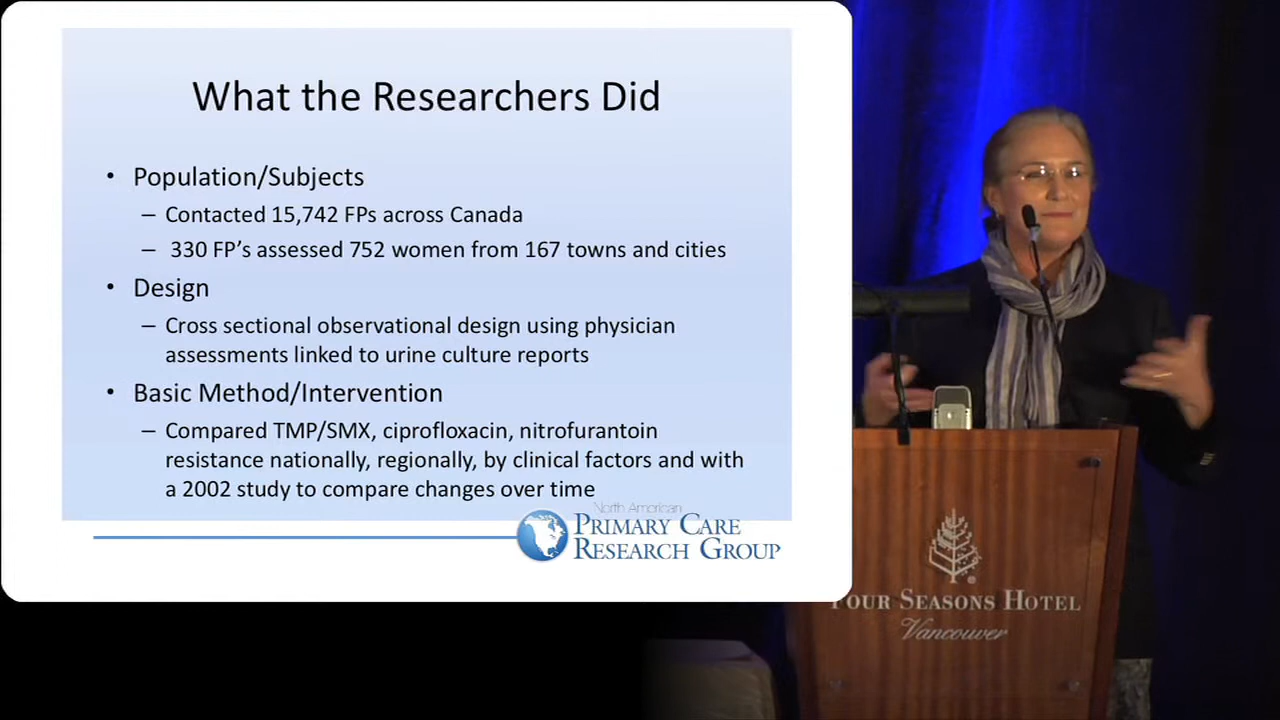 What the Researchers Did
• Population/Subjects
– Contacted 15,742 FPs across Canada
– 330 FP's assessed 752 women from 167 towns and cities
• Design
– Cross sectional observational design using physician
assessments linked to urine culture reports
• Basic Method/Intervention
– Compared TMP/SMX, ciprofloxacin, nitrofurantoin
resistance nationally, regionally, by clinical factors and with
a 2002 study to compare changes over time
North American
PRIMARY CARE
RESEARCH GROUP
FOUR SEASONS HOTEL
Vancouver